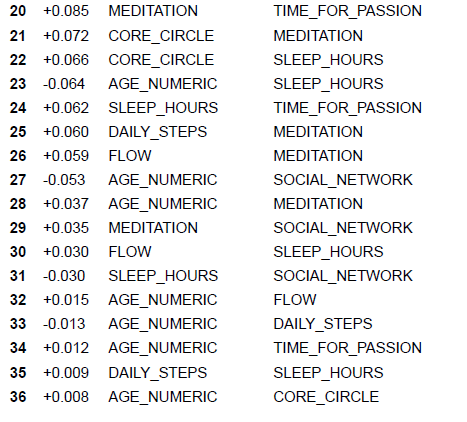 20 +0.085 MEDITATION TIME_FOR_PASSION
21 +0.072 CORE_CIRCLE MEDITATION
22 +0.066 CORE_CIRCLE SLEEP_HOURS
23 -0.064 AGE_NUMERIC SLEEP_HOURS
24 +0.062 SLEEP_HOURS TIME_FOR_PASSION
25 +0.060 DAILY_STEPS MEDITATION
26 +0.059 FLOW MEDITATION
27 -0.053 AGE_NUMERIC SOCIAL_NETWORK
28 +0.037 AGE_NUMERIC MEDITATION
29 +0.035 MEDITATION SOCIAL_NETWORK
30 +0.030 FLOW SLEEP_HOURS
31 -0.030 SLEEP_HOURS SOCIAL_NETWORK
32 +0.015 AGE_NUMERIC FLOW
33 -0.013 AGE_NUMERIC DAILY_STEPS
34 +0.012 AGE_NUMERIC TIME_FOR_PASSION
35 +0.009 DAILY_STEPS SLEEP_HOURS
36 +0.008 AGE_NUMERIC CORE_CIRCLE